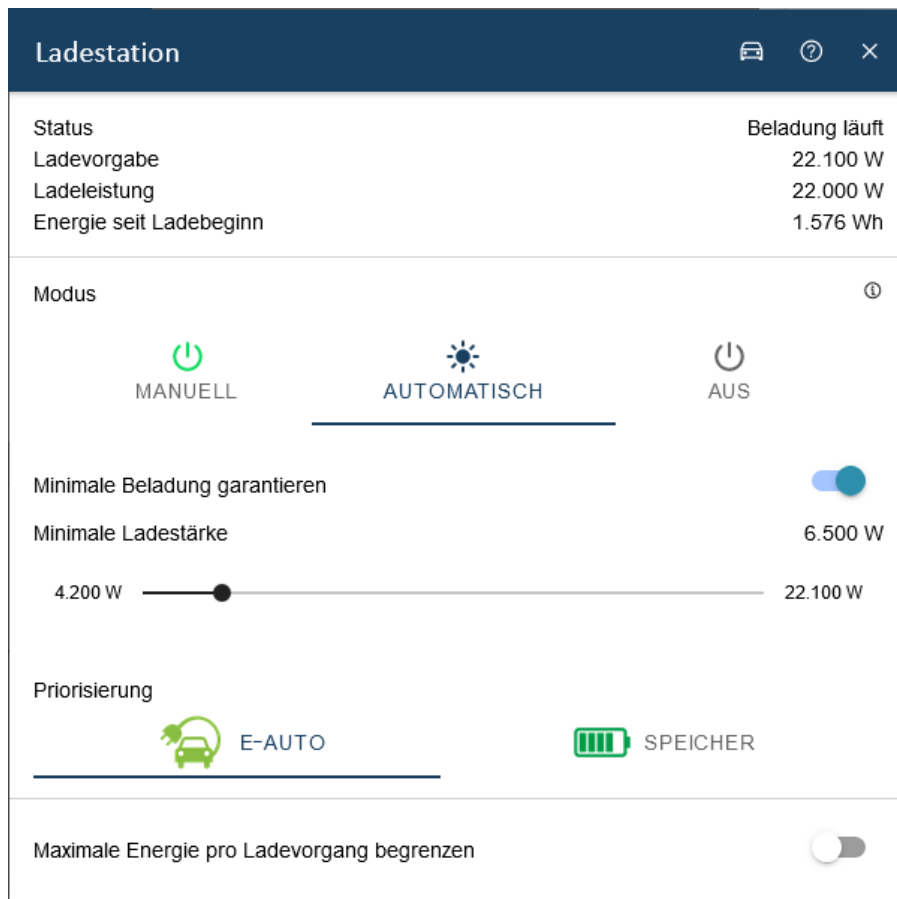 Ladestation
Status Beladung läuft
Ladevorgabe 22.100 W
Ladeleistung 22.000 W
Energie seit Ladebeginn 1.576 Wh
Modus
MANUELL AUTOMATISCH AUS
Minimale Beladung garantieren
Minimale Ladestärke 6.500 W
4.200 W 22.100 W
Priorisierung
E-AUTO SPEICHER
Maximale Energie pro Ladevorgang begrenzen